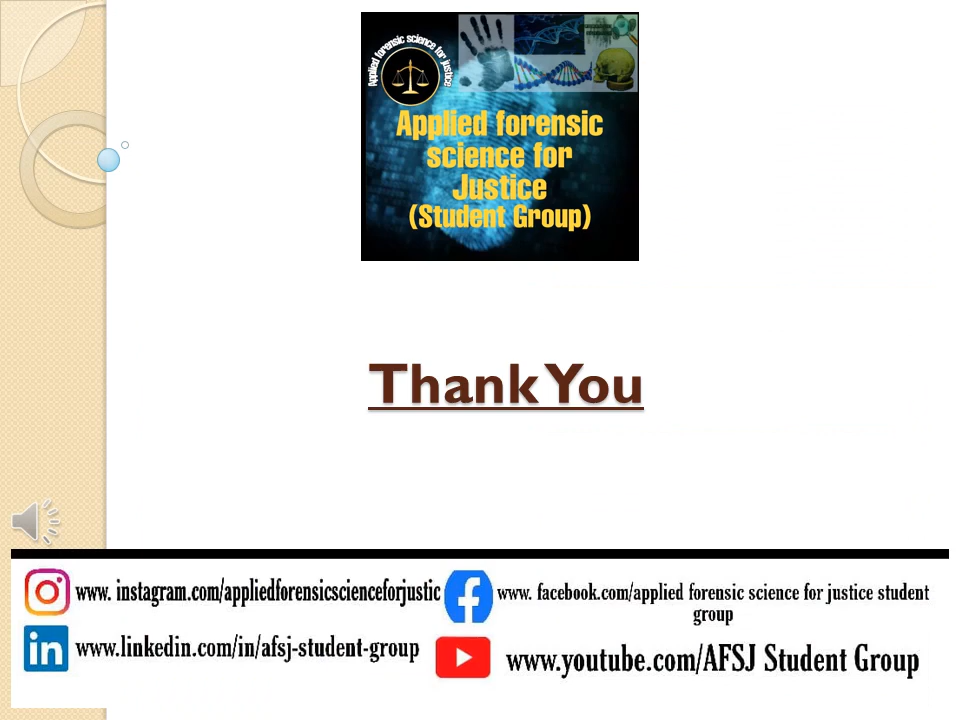 Applied forensic science for justice
Applied forensic
science for
Justice
(Student Group)
Thank You
www. instagram.com/appliedforensicscienceforjustic
www. facebook.com/applied forensic science for justice student
group
www.linkedin.com/in/afsj-student-group
www.youtube.com/AFSJ Student Group